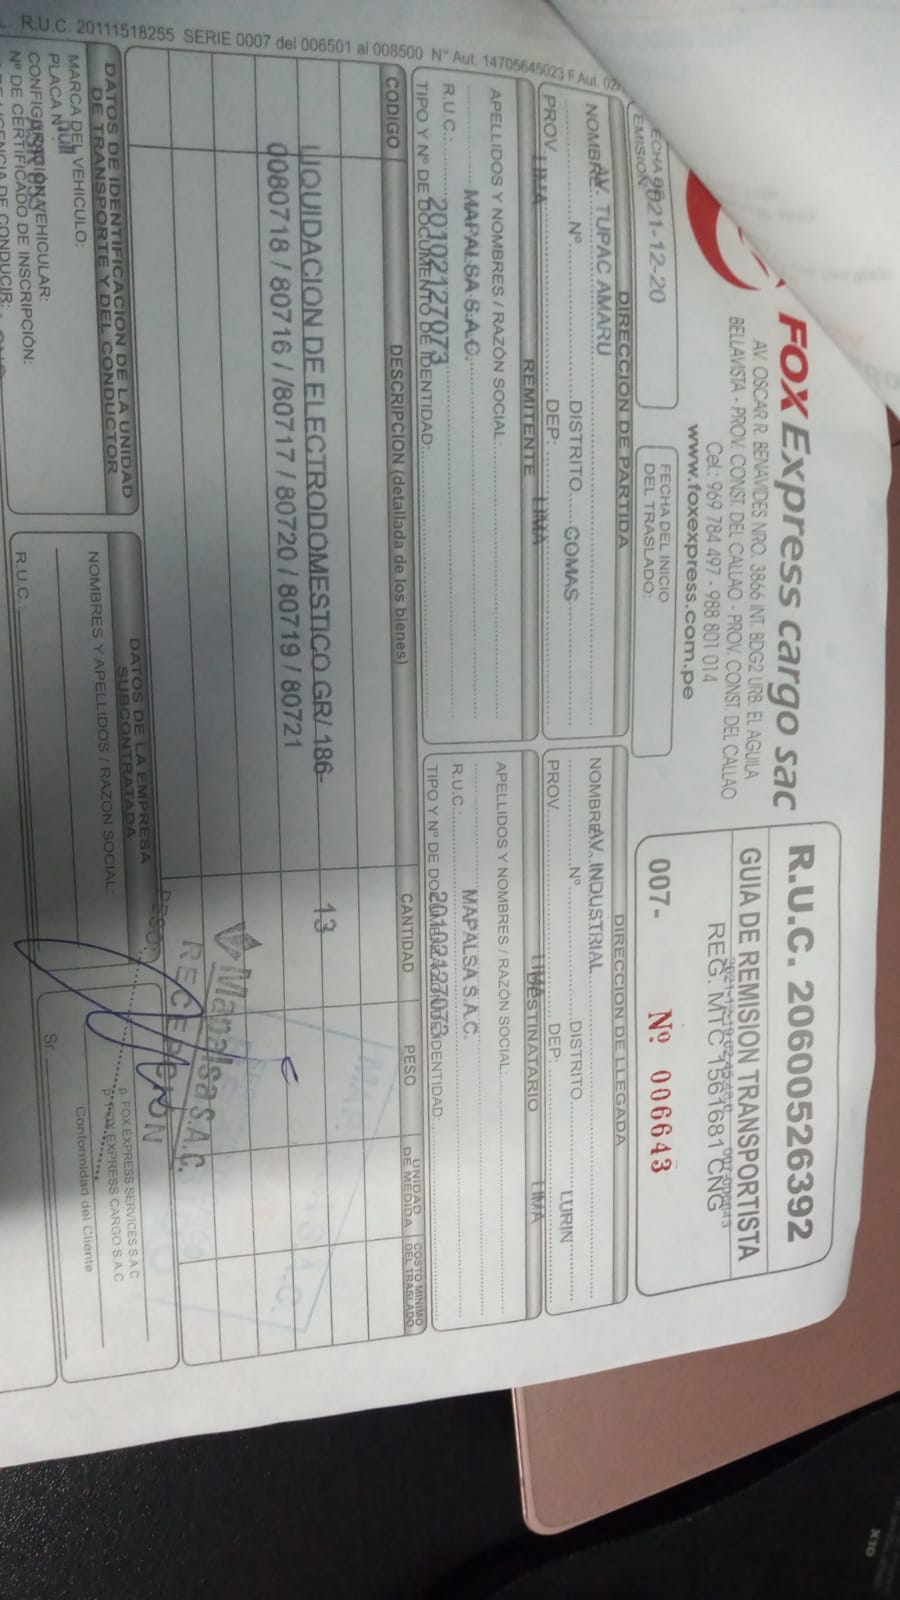 FOX Express cargo sac
AV. OSCAR R. BENAVIDES NRO. 3866 INT. BDG2 URB. EL AGUILA
BELLAVISTA - PROV. CONST. DEL CALLAO - PROV. CONST. DEL CALLAO
Cel.: 969 784 497 - 988 801 014
www.foxexpress.com.pe
R.U.C. 20600526392
GUIA DE REMISION TRANSPORTISTA
REG. MTC 1561681CNG
007- Nº 006643
2021-12-20
FECHA DEL INICIO
DEL TRASLADO:
DIRECCION DE PARTIDA
NOMBRE: AV. TUPAC AMARU
Nº DISTRITO COMAS
PROV. LIMA DEP: LIMA
DIRECCION DE LLEGADA
NOMBRE AV. INDUSTRIAL
Nº DISTRITO LURIN
PROV. LIMA DEP: LIMA
REMITENTE
APELLIDOS Y NOMBRES / RAZÓN SOCIAL
MAPALSA S.A.C.
R.U.C.: 20102127073
TIPO Y Nº DE DOCUMENTO DE IDENTIDAD:
DESTINATARIO
APELLIDOS Y NOMBRES / RAZÓN SOCIAL:
MAPALSA S.A.C.
R.U.C.: 20102127073
TIPO Y Nº DE DOCUMENTO DE IDENTIDAD:
CODIGO DESCRIPCION (detallada de los bienes) CANTIDAD PESO UNIDAD DE MEDIDA COSTO MINIMO DEL TRASLADO
LIQUIDACION DE ELECTRODOMESTICO GR/ 186- 13
0080718 / 80716 / /80717 / 80720 / 80719 / 80721
Mapalsa S.A.C.
RECEPCION
DATOS DE IDENTIFICACION DE LA UNIDAD
DE TRANSPORTE Y DEL CONDUCTOR
MARCA DEL VEHICULO:
PLACA Nº null
CONFIGURACIÓN VEHICULAR:
Nº DE CERTIFICADO DE INSCRIPCIÓN:
DATOS DE LA EMPRESA
SUBCONTRATADA
NOMBRES Y APELLIDOS / RAZON SOCIAL:
R.U.C.:
p. FOX EXPRESS SERVICES S.A.C
p. FOX EXPRESS CARGO S.A.C
Conformidad del Cliente
Sr.
R.U.C. 20111518255 SERIE 0007 del 006501 al 008500 N° Aut. 14705645023 F.Aut.
X10